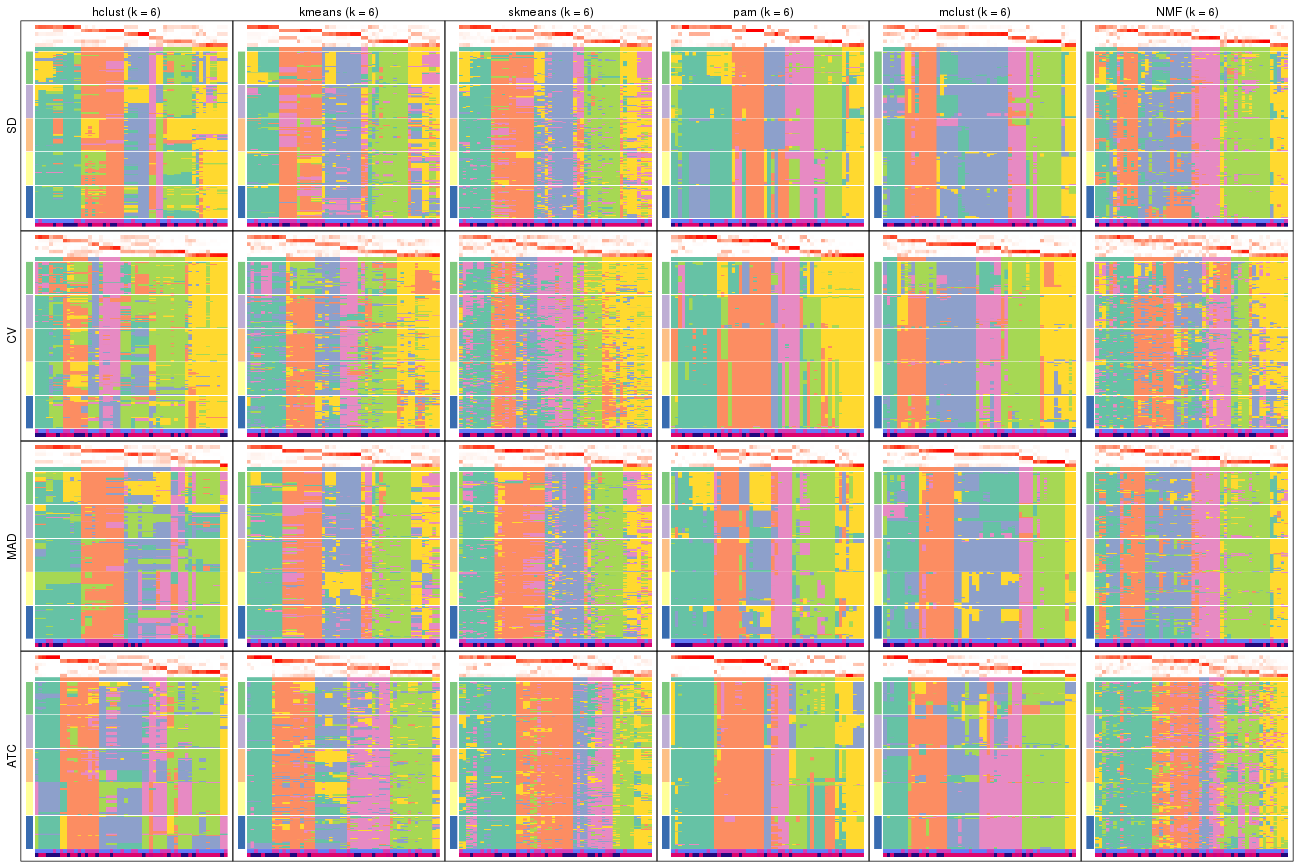 hclust (k = 6)
kmeans (k = 6)
skmeans (k = 6)
pam (k = 6)
mclust (k = 6)
NMF (k = 6)
SD
CV
MAD
ATC